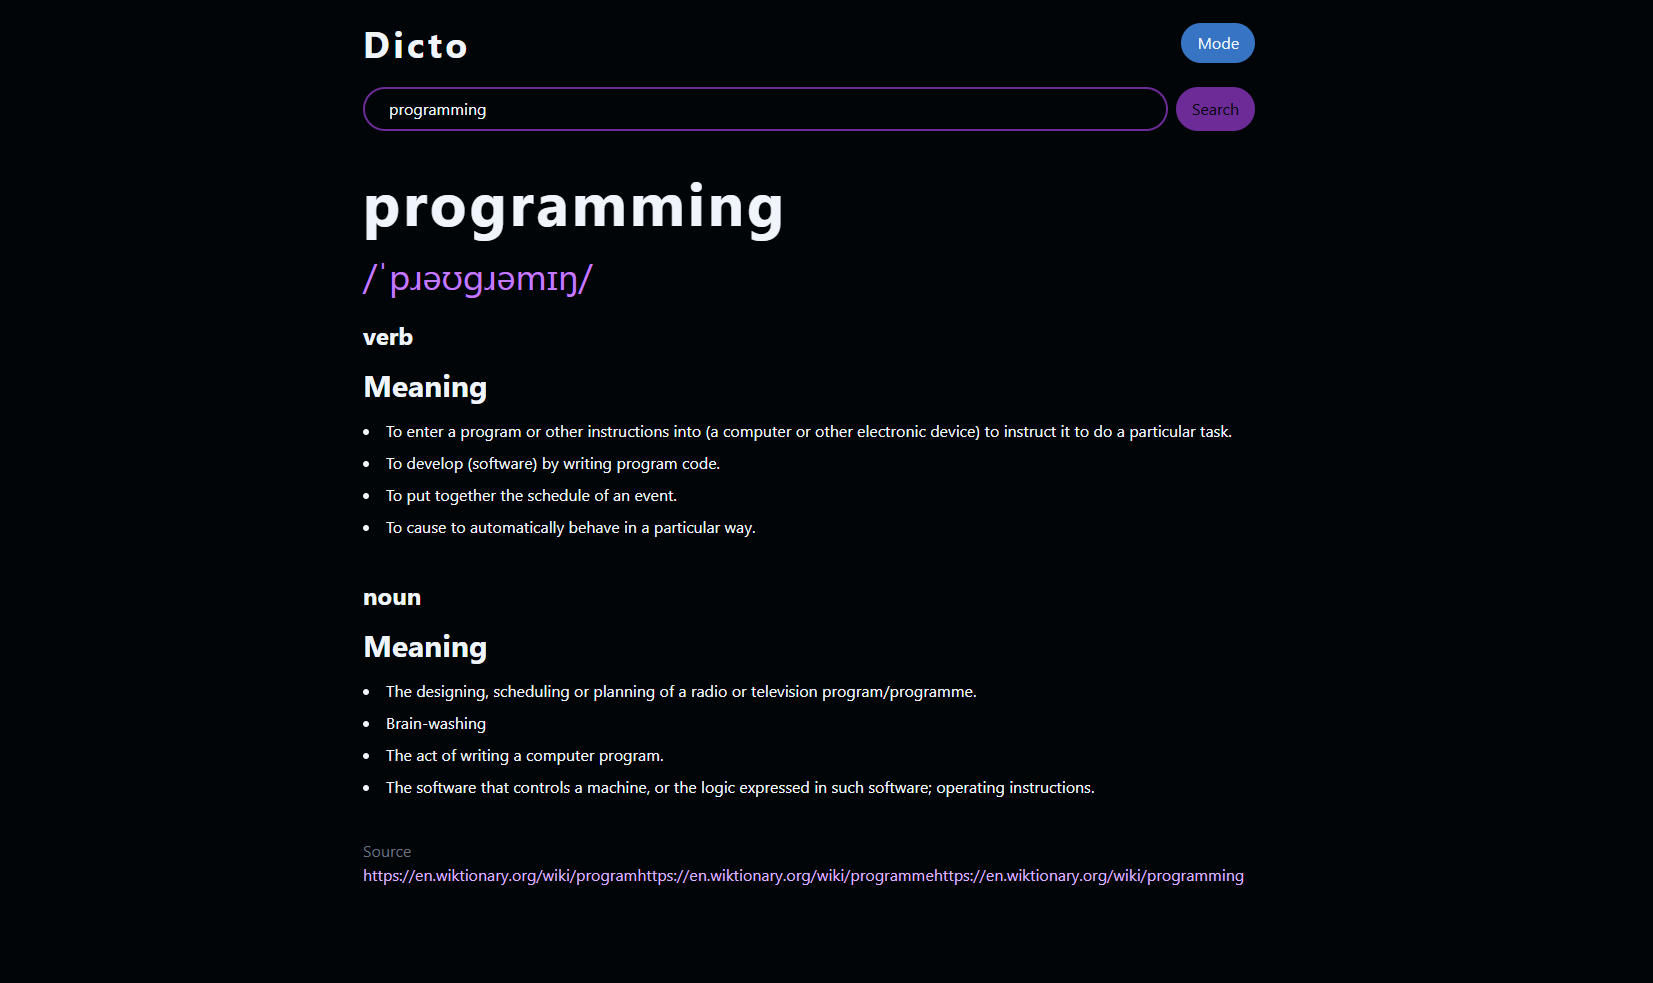 Dicto
Mode
programming
Search
programming
/ˈpɹəʊɡɹəmɪŋ/
verb
Meaning
• To enter a program or other instructions into (a computer or other electronic device) to instruct it to do a particular task.
• To develop (software) by writing program code.
• To put together the schedule of an event.
• To cause to automatically behave in a particular way.
noun
Meaning
• The designing, scheduling or planning of a radio or television program/programme.
• Brain-washing
• The act of writing a computer program.
• The software that controls a machine, or the logic expressed in such software; operating instructions.
Source
https://en.wiktionary.org/wiki/programhttps://en.wiktionary.org/wiki/programmehttps://en.wiktionary.org/wiki/programming